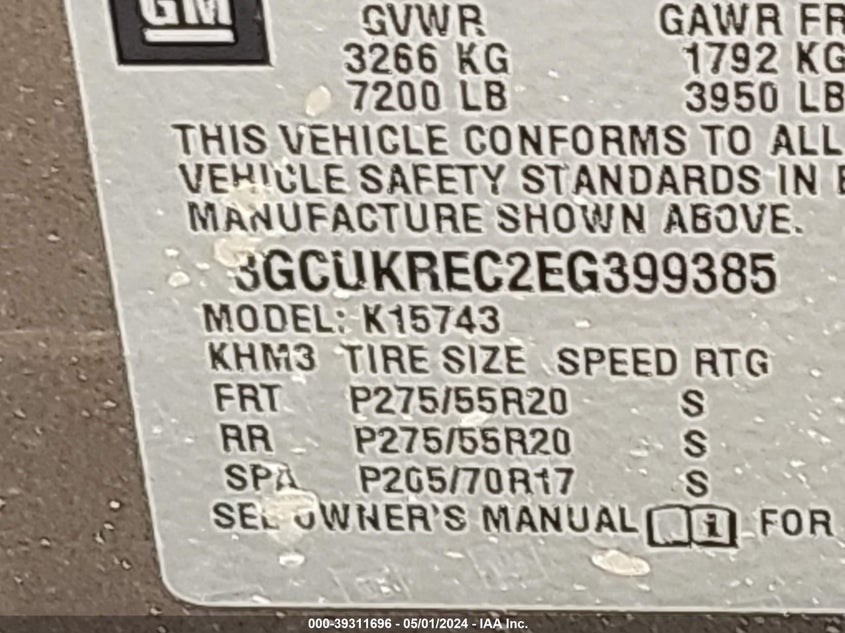 GM
GVWR GAWR FR
3266 KG 1792 KG
7200 LB 3950 LB
THIS VEHICLE CONFORMS TO ALL
VEHICLE SAFETY STANDARDS IN
MANUFACTURE SHOWN ABOVE.
3GCUKREC2EG399385
MODEL: K15743
KHM3 TIRE SIZE SPEED RTG
FRT P275/55R20 S
RR P275/55R20 S
SPA P265/70R17 S
SEE OWNER'S MANUAL i FOR
000-39311696 - 05/01/2024 - IAA Inc.